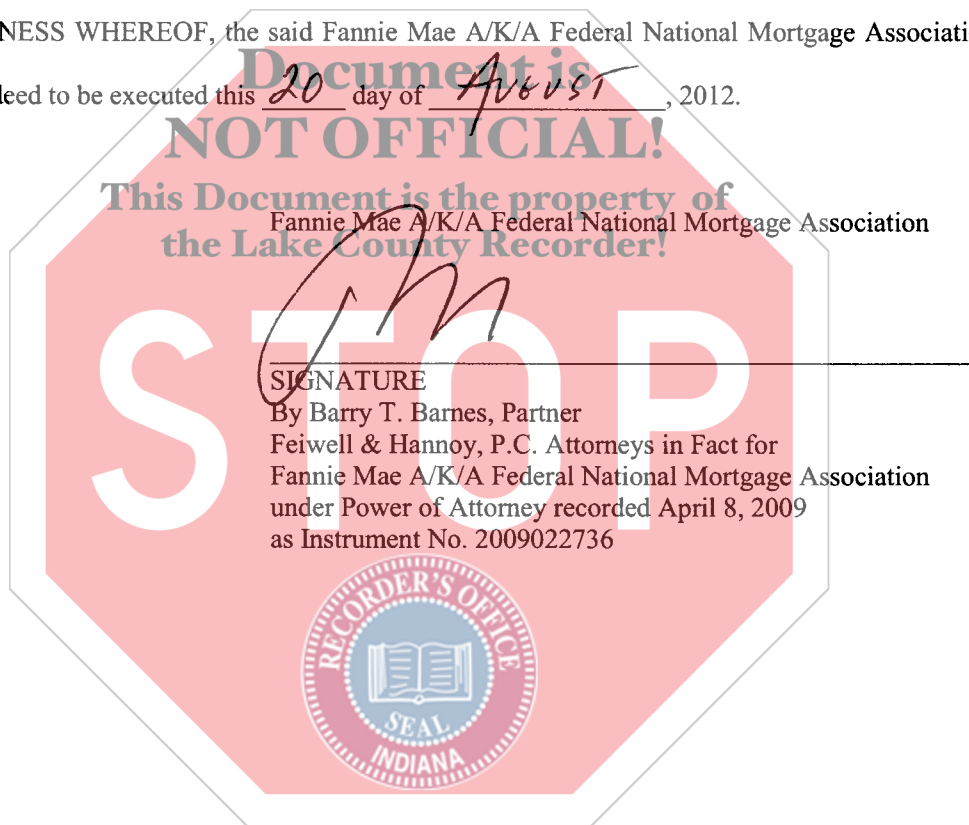 NESS WHEREOF, the said Fannie Mae A/K/A Federal National Mortgage Associati
Document is
leed to be executed this 20 day of August, 2012.
NOT OFFICIAL!
This Document is the property of
Fannie Mae A/K/A Federal National Mortgage Association
the Lake County Recorder!
STOP
SIGNATURE
By Barry T. Barnes, Partner
Feiwell & Hannoy, P.C. Attorneys in Fact for
Fannie Mae A/K/A Federal National Mortgage Association
under Power of Attorney recorded April 8, 2009
as Instrument No. 2009022736
RECORDER'S OFFICE
SEAL
INDIANA